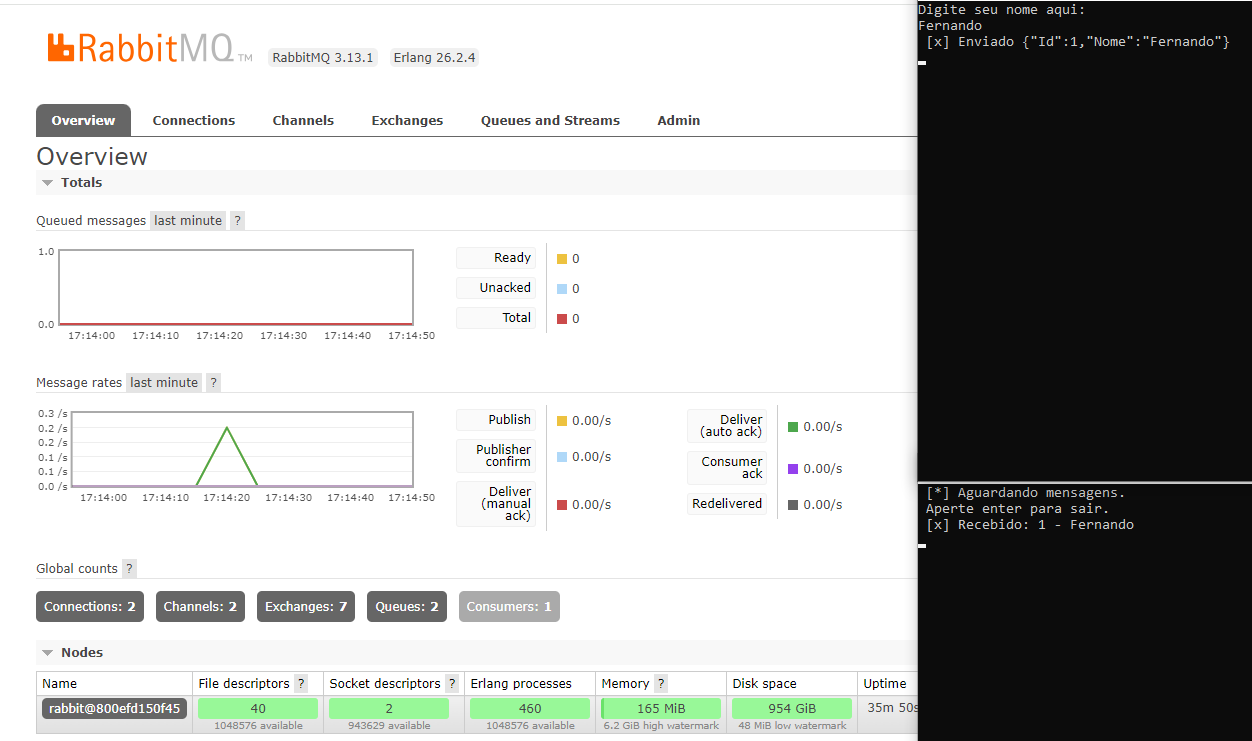 RabbitMQ TM RabbitMQ 3.13.1 Erlang 26.2.4
Overview Connections Channels Exchanges Queues and Streams Admin
Overview
Totals
Queued messages last minute ?
1.0
0.0
17:14:00 17:14:10 17:14:20 17:14:30 17:14:40 17:14:50
Ready 0
Unacked 0
Total 0
Message rates last minute ?
0.3 /s
0.2 /s
0.2 /s
0.1 /s
0.1 /s
0.0 /s
17:14:00 17:14:10 17:14:20 17:14:30 17:14:40 17:14:50
Publish 0.00/s
Publisher
confirm 0.00/s
Deliver
(manual
ack) 0.00/s
Deliver
(auto ack) 0.00/s
Consumer
ack 0.00/s
Redelivered 0.00/s
Global counts ?
Connections: 2 Channels: 2 Exchanges: 7 Queues: 2 Consumers: 1
Nodes
Name File descriptors ? Socket descriptors ? Erlang processes Memory ? Disk space Uptime
rabbit@800efd150f45 40 2 460 165 MiB 954 GiB 35m 50s
1048576 available 943629 available 1048576 available 6.2 GiB high watermark 48 MiB low watermark
Digite seu nome aqui:
Fernando
[x] Enviado {"Id":1,"Nome":"Fernando"}
[*] Aguardando mensagens.
Aperte enter para sair.
[x] Recebido: 1 - Fernando